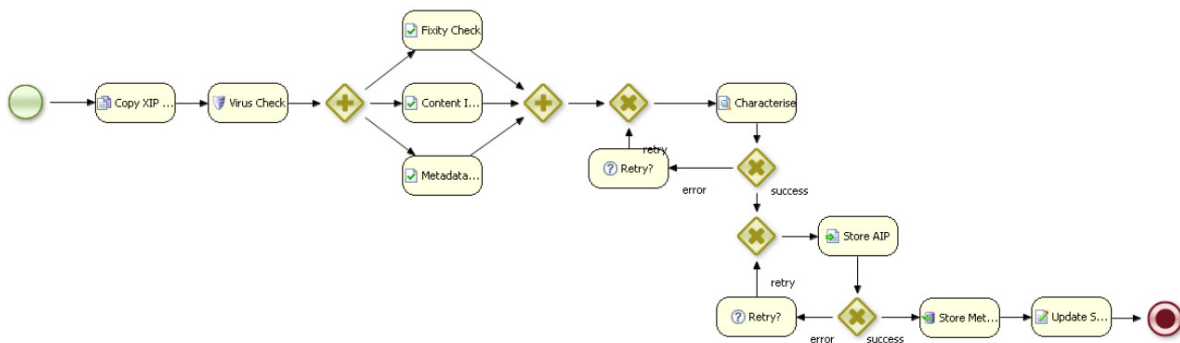 Fixity Check
Copy XIP ...
Virus Check
Content I...
Characterise
Metadata...
retry
Retry?
error
success
Store AIP
retry
Retry?
error
success
Store Met...
Update S...